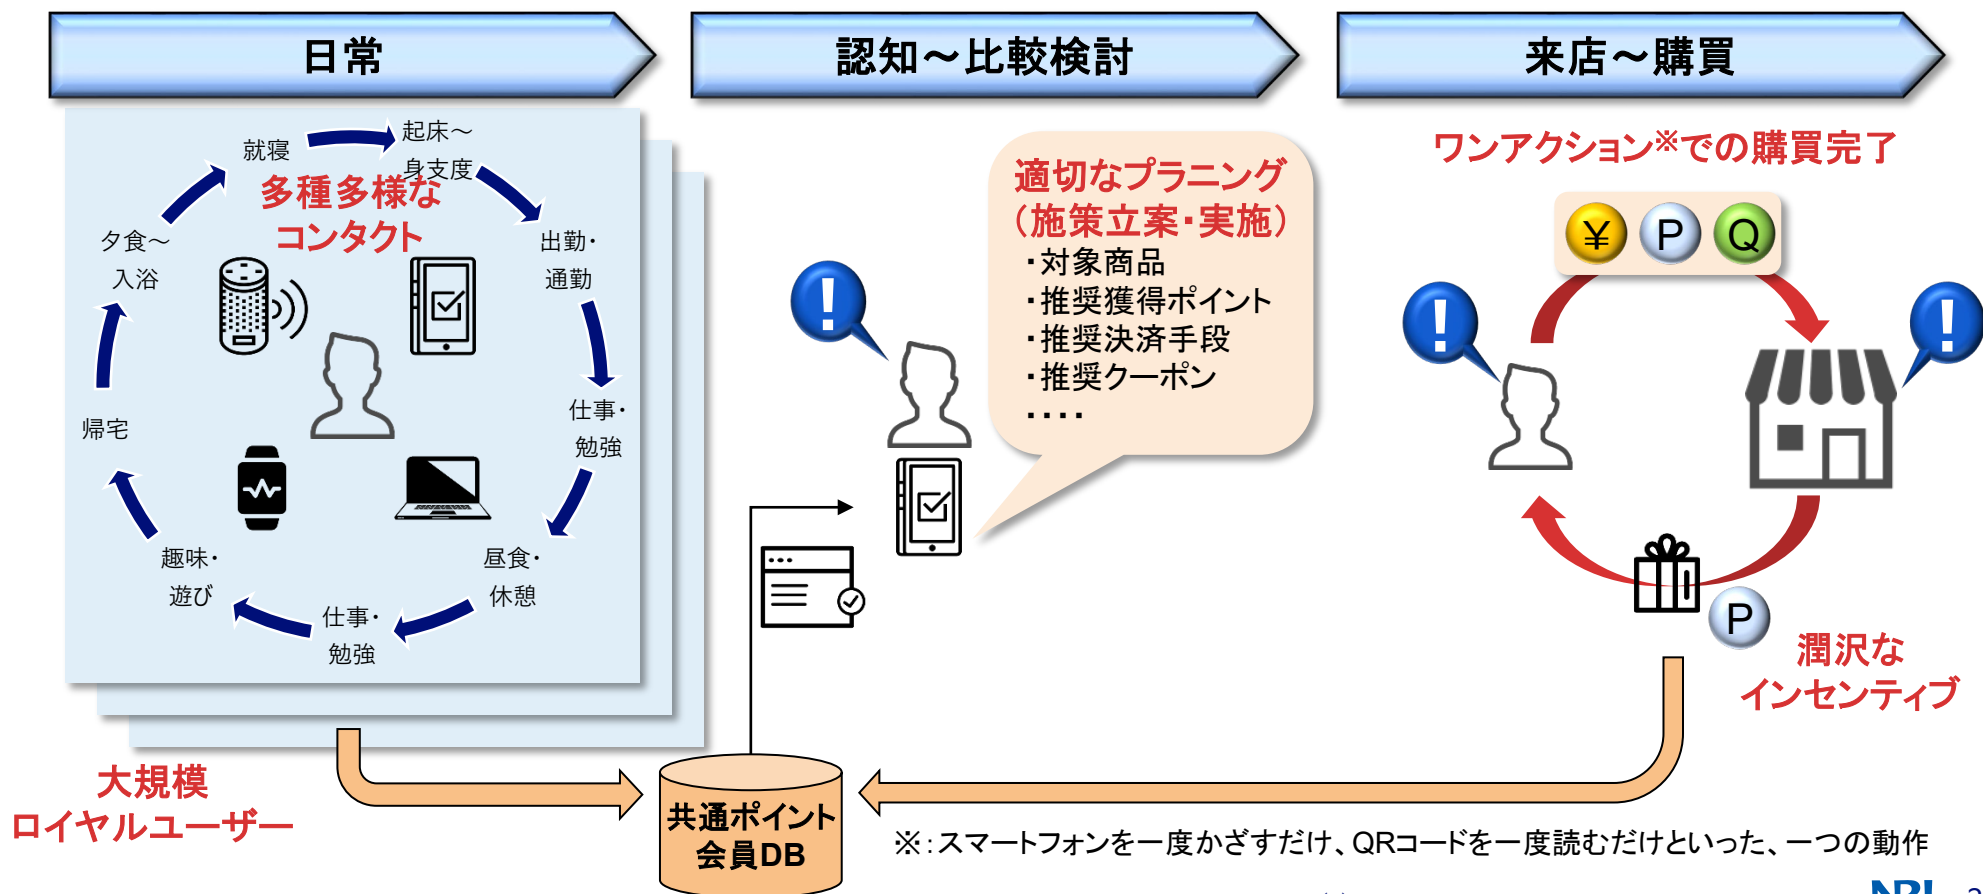 日常
認知～比較検討
来店～購買
就寝
起床～
身支度
多種多様な
コンタクト
夕食～
入浴
出勤・
通勤
帰宅
仕事・
勉強
趣味・
遊び
昼食・
休憩
仕事・
勉強
大規模
ロイヤルユーザー
共通ポイント
会員DB
!
適切なプラニング
（施策立案・実施）
・対象商品
・推奨獲得ポイント
・推奨決済手段
・推奨クーポン
・・・・
ワンアクション※での購買完了
¥ P Q
!
!
P
潤沢な
インセンティブ
※：スマートフォンを一度かざすだけ、QRコードを一度読むだけといった、一つの動作
NRI